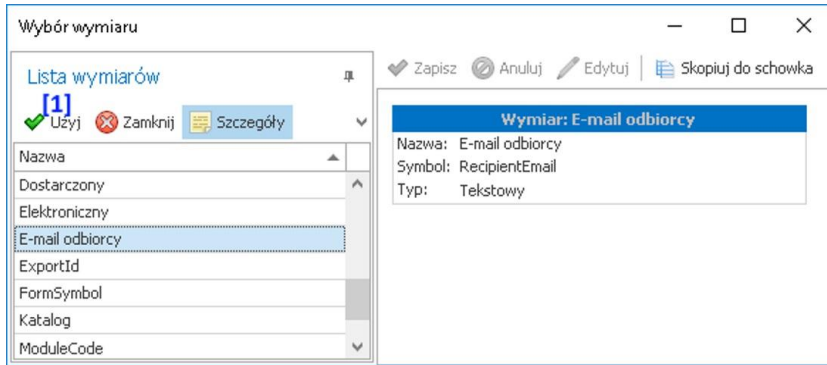 Wybór wymiaru
Lista wymiarów
[1]
Użyj Zamknij Szczegóły
Nazwa
Dostarczony
Elektroniczny
E-mail odbiorcy
ExportId
FormSymbol
Katalog
ModuleCode
Zapisz Anuluj Edytuj Skopiuj do schowka
Wymiar: E-mail odbiorcy
Nazwa: E-mail odbiorcy
Symbol: RecipientEmail
Typ: Tekstowy